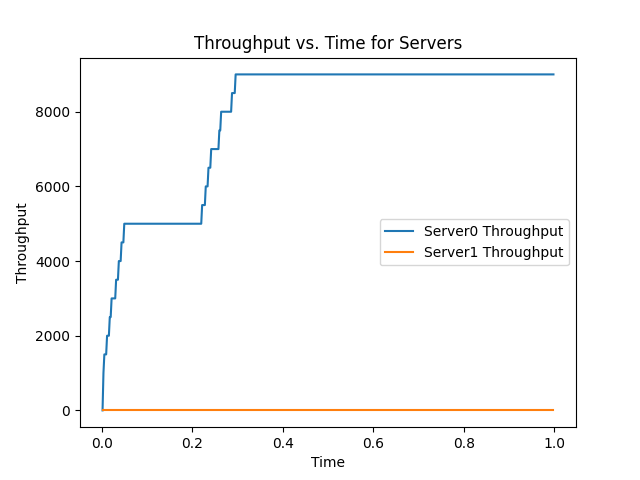 Throughput vs. Time for Servers
Throughput
8000
6000
4000
2000
0
Server0 Throughput
Server1 Throughput
0.0 0.2 0.4 0.6 0.8 1.0
Time